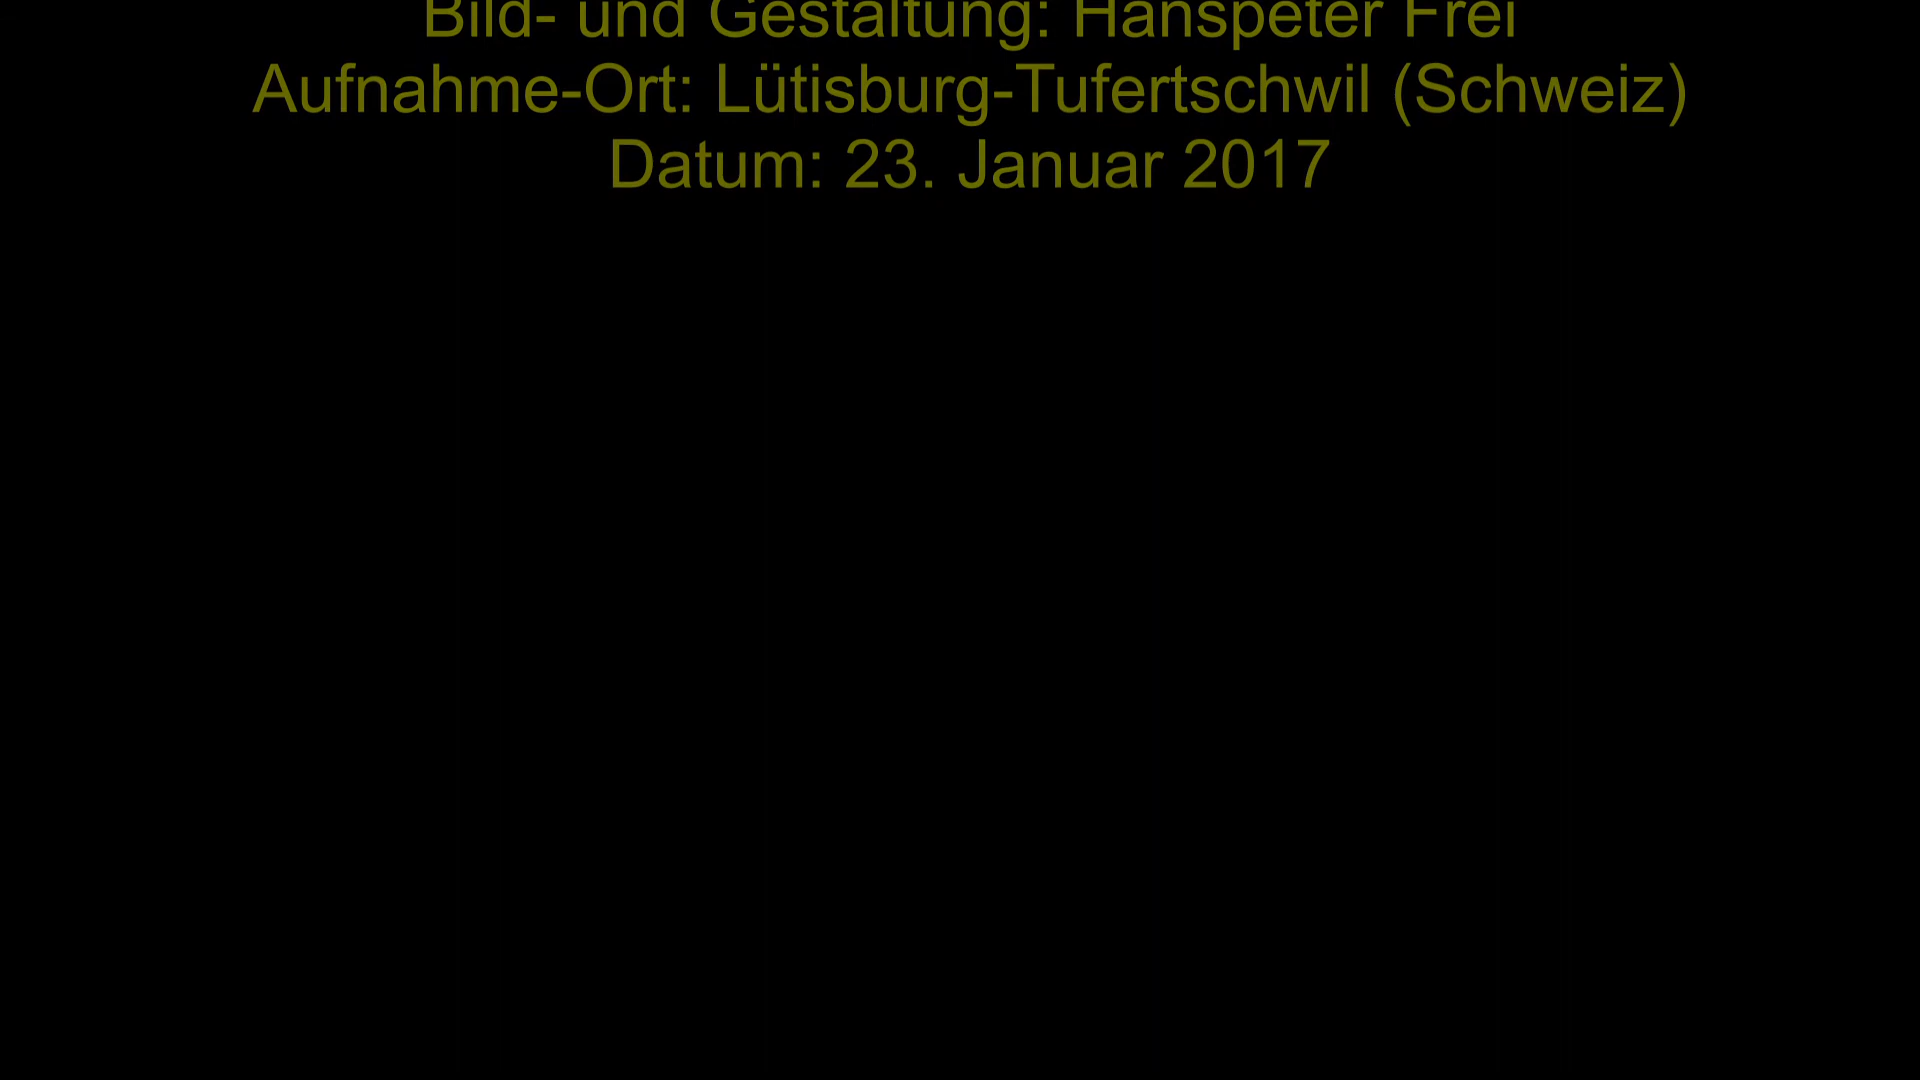 Bild- und Gestaltung: Hanspeter Frei
Aufnahme-Ort: Lütisburg-Tufertschwil (Schweiz)
Datum: 23. Januar 2017